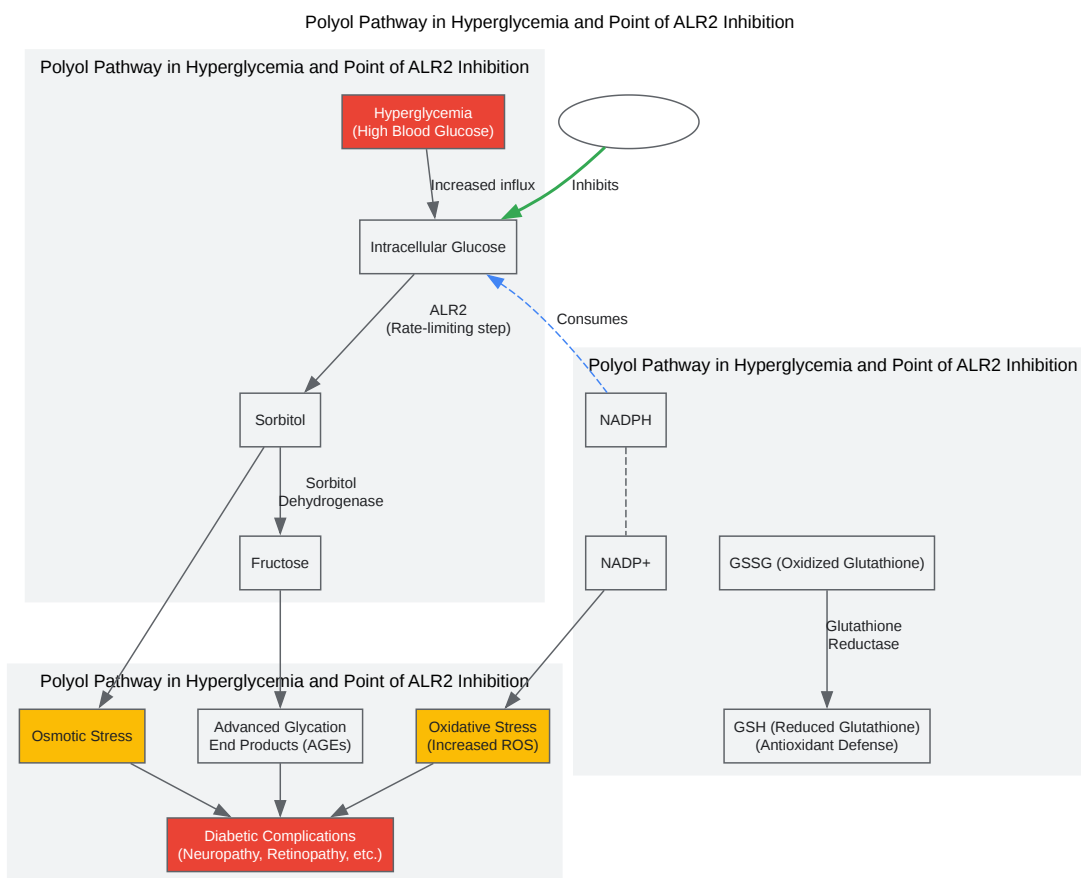 Polyol Pathway in Hyperglycemia and Point of ALR2 Inhibition
Polyol Pathway in Hyperglycemia and Point of ALR2 Inhibition
Hyperglycemia
(High Blood Glucose)
Increased influx
Inhibits
Intracellular Glucose
ALR2
(Rate-limiting step)
Consumes
Polyol Pathway in Hyperglycemia and Point of ALR2 Inhibition
Sorbitol
NADPH
Sorbitol
Dehydrogenase
Fructose
NADP+
GSSG (Oxidized Glutathione)
Glutathione
Reductase
Polyol Pathway in Hyperglycemia and Point of ALR2 Inhibition
Osmotic Stress
Advanced Glycation
End Products (AGEs)
Oxidative Stress
(Increased ROS)
GSH (Reduced Glutathione)
(Antioxidant Defense)
Diabetic Complications
(Neuropathy, Retinopathy, etc.)